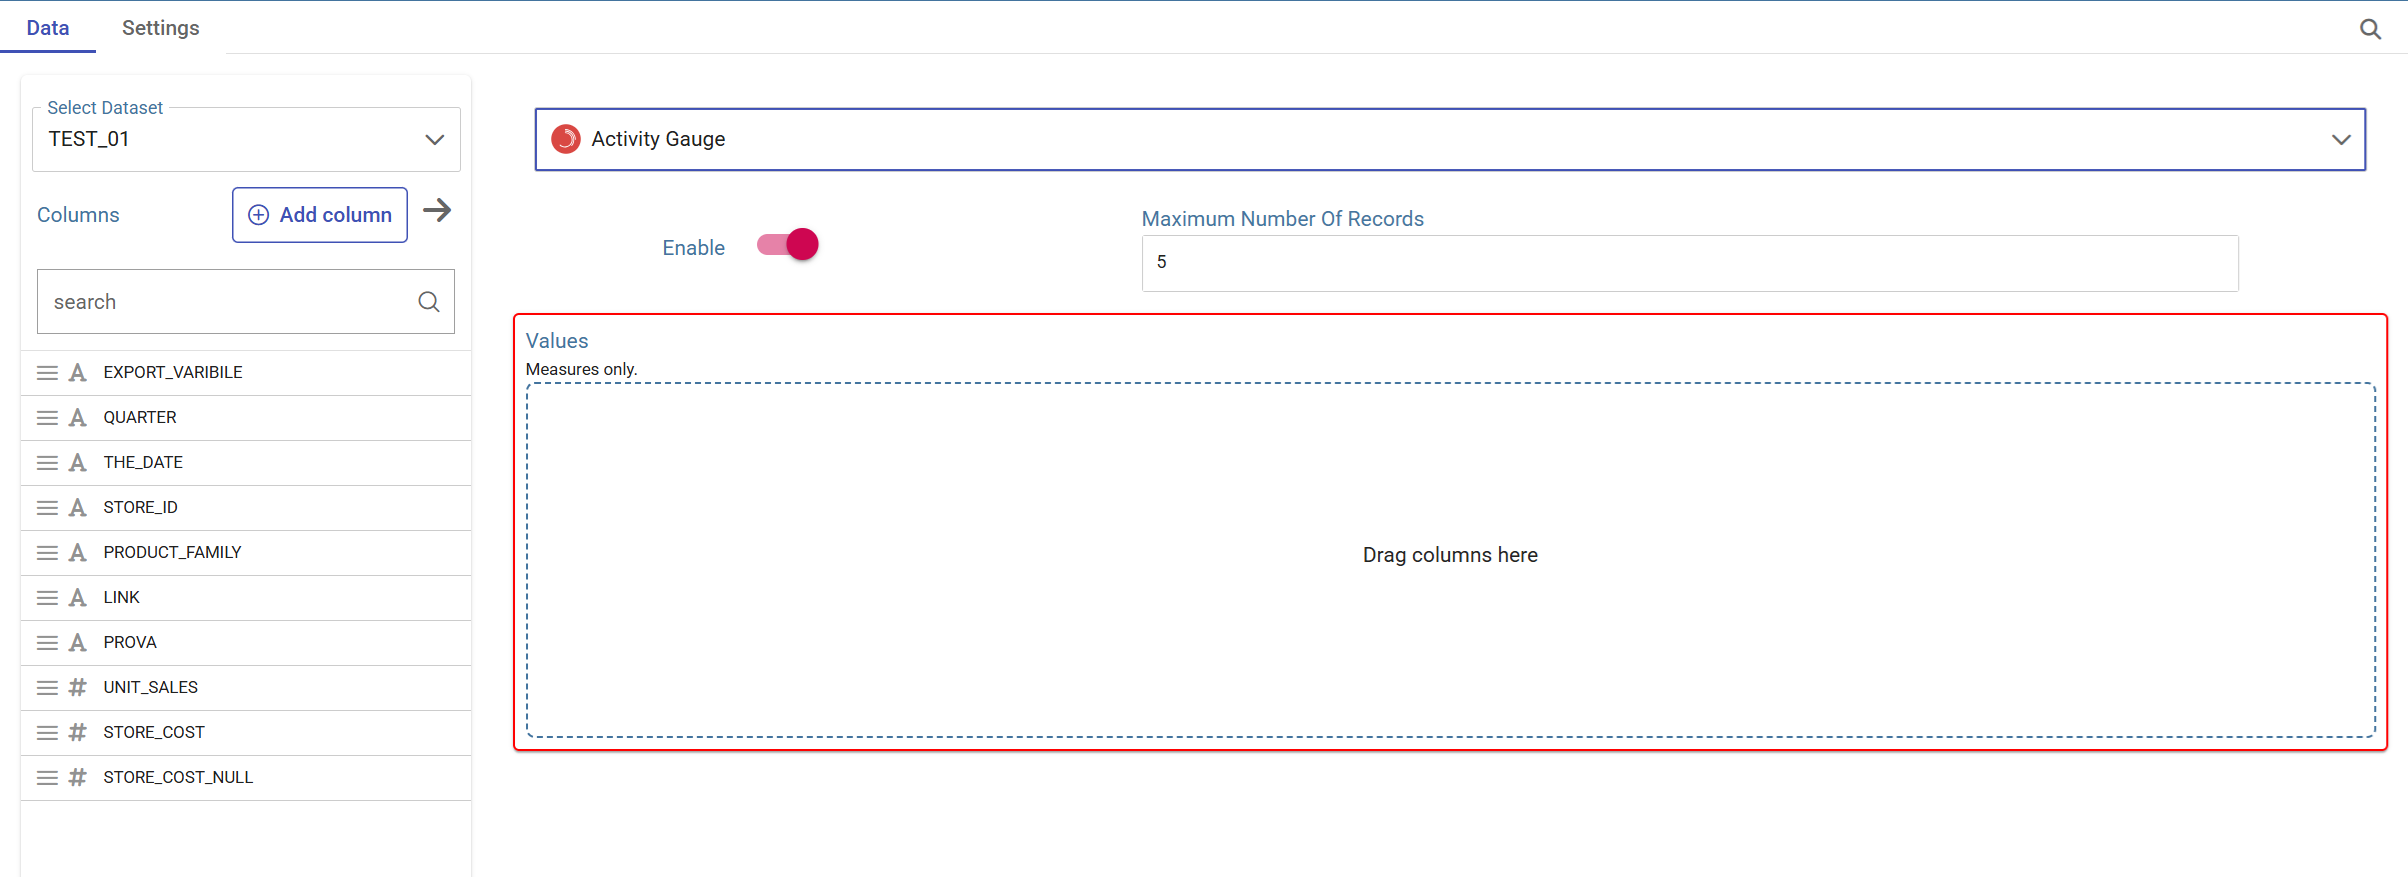 Data
Settings
Select Dataset
TEST_01
Columns
Add column
search
EXPORT_VARIBILE
QUARTER
THE_DATE
STORE_ID
PRODUCT_FAMILY
LINK
PROVA
UNIT_SALES
STORE_COST
STORE_COST_NULL
Activity Gauge
Enable
Maximum Number Of Records
5
Values
Measures only.
Drag columns here